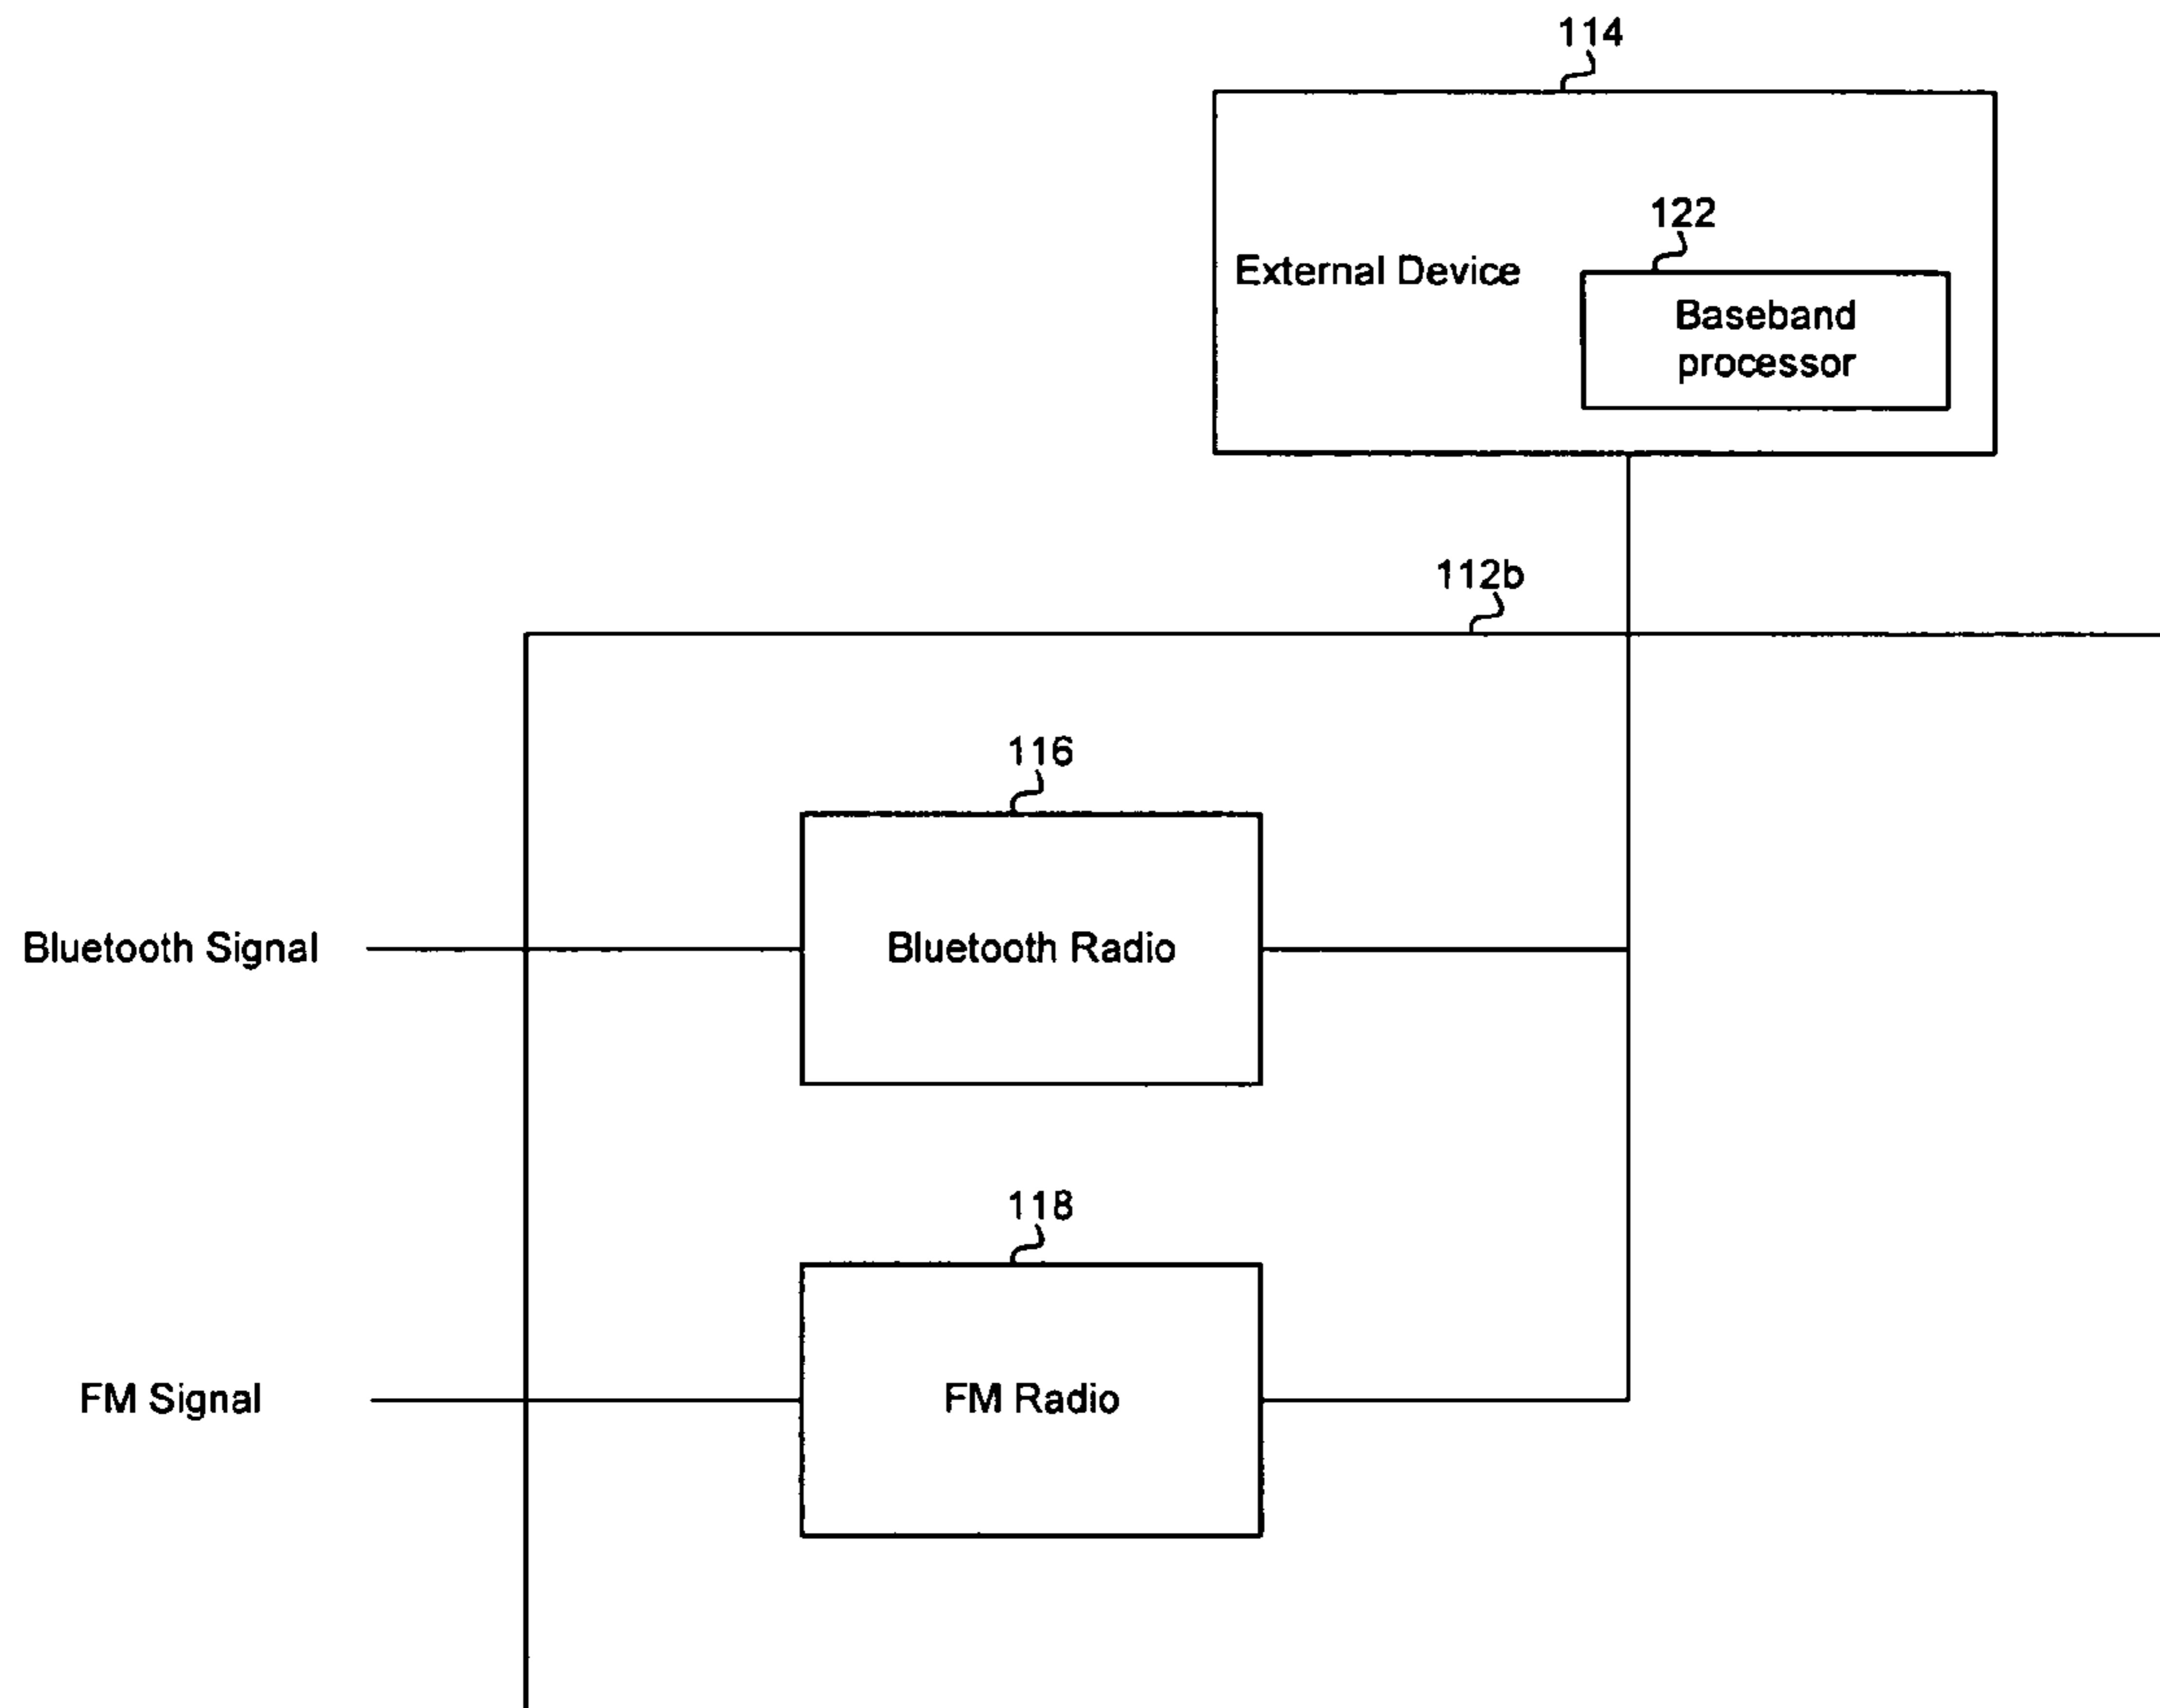 114
122
External Device
Baseband
processor
112b
116
Bluetooth Signal
Bluetooth Radio
118
FM Signal
FM Radio